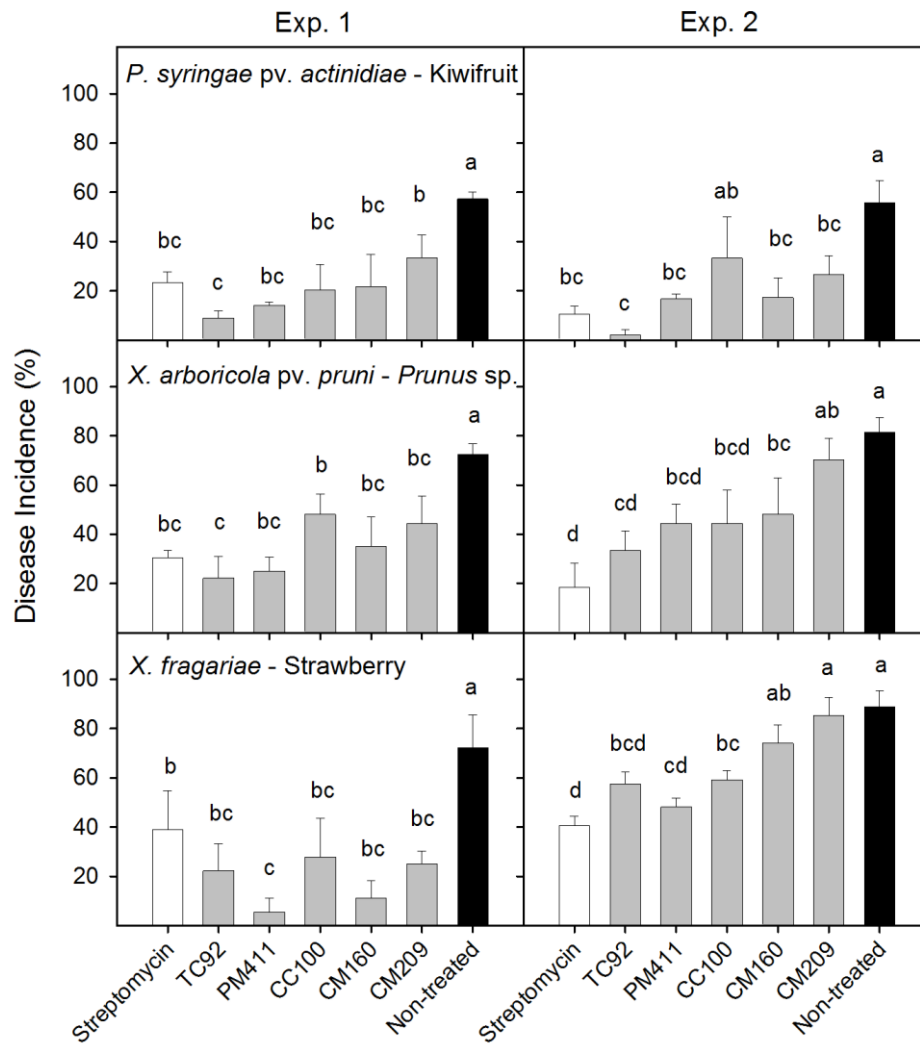 Exp. 1
Exp. 2
Disease Incidence (%)
P. syringae pv. actinidiae - Kiwifruit
100
80
60
40
20
bc
c
bc
bc
bc
b
a
bc
c
bc
ab
bc
bc
a
X. arboricola pv. pruni - Prunus sp.
100
80
60
40
20
bc
c
bc
b
bc
bc
a
d
cd
bcd
bcd
bc
ab
a
X. fragariae - Strawberry
100
80
60
40
20
b
bc
c
bc
bc
bc
a
d
bcd
cd
bc
ab
a
a
Streptomycin
TC92
PM411
CC100
CM160
CM209
Non-treated
Streptomycin
TC92
PM411
CC100
CM160
CM209
Non-treated